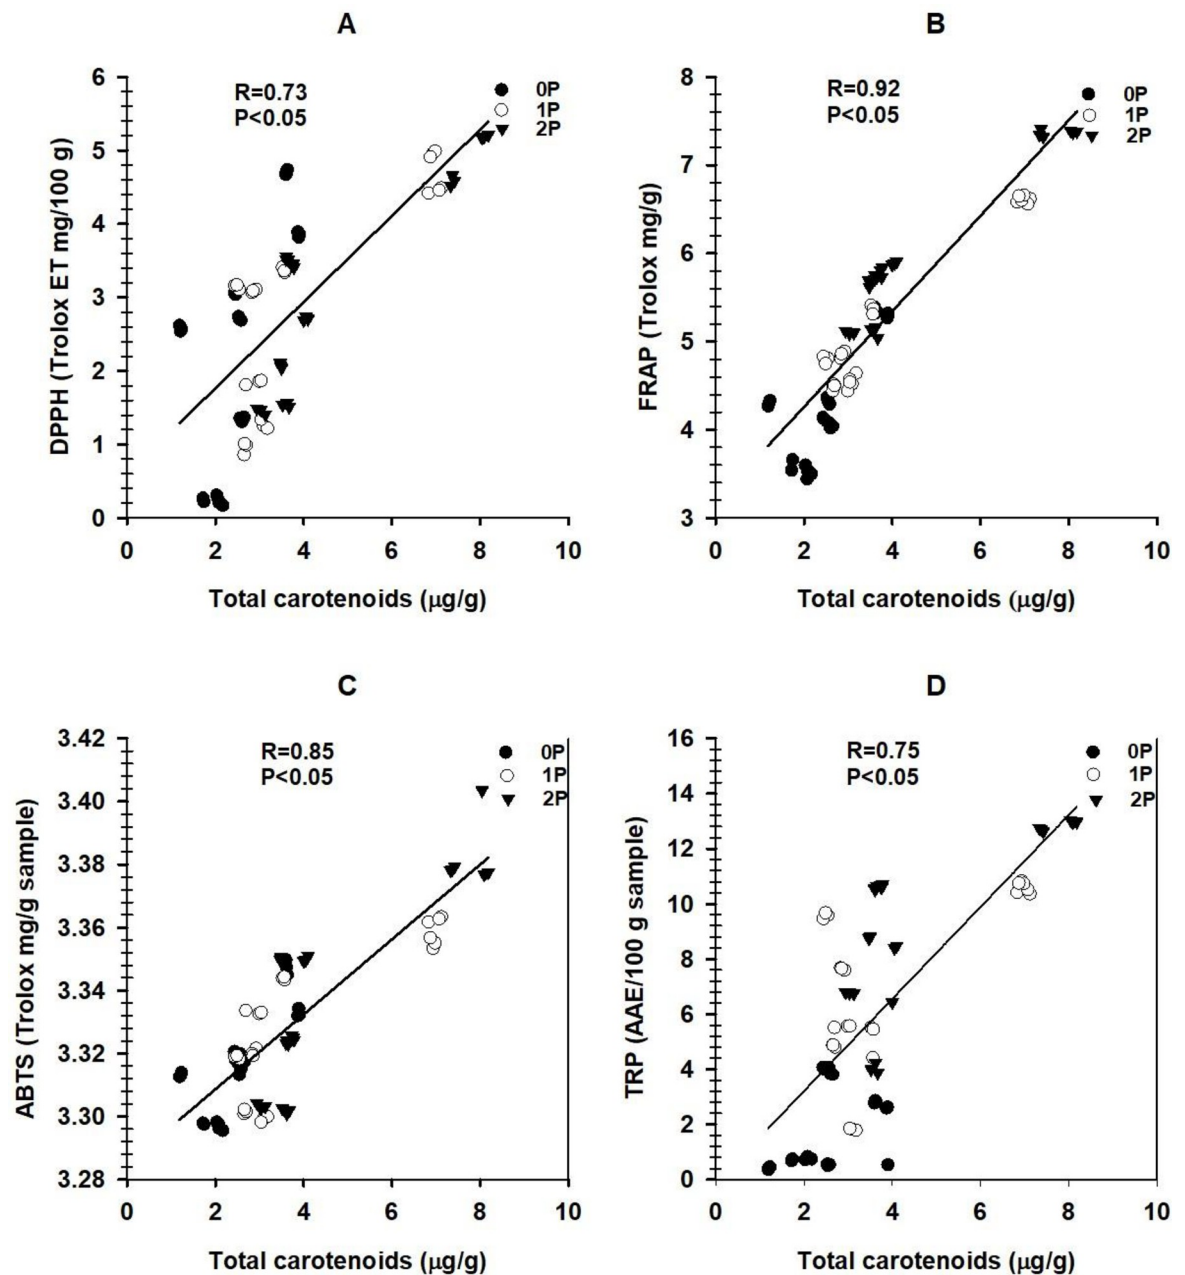 A
R=0.73
P<0.05
0P
1P
2P
6
5
4
3
2
1
0
DPPH (Trolox ET mg/100 g)
0 2 4 6 8 10
Total carotenoids (μg/g)
B
R=0.92
P<0.05
0P
1P
2P
8
7
6
5
4
3
FRAP (Trolox mg/g)
0 2 4 6 8 10
Total carotenoids (μg/g)
C
R=0.85
P<0.05
0P
1P
2P
3.42
3.40
3.38
3.36
3.34
3.32
3.30
3.28
ABTS (Trolox mg/g sample)
0 2 4 6 8 10
Total carotenoids (μg/g)
D
R=0.75
P<0.05
0P
1P
2P
16
14
12
10
8
6
4
2
0
TRP (AAE/100 g sample)
0 2 4 6 8 10
Total carotenoids (μg/g)